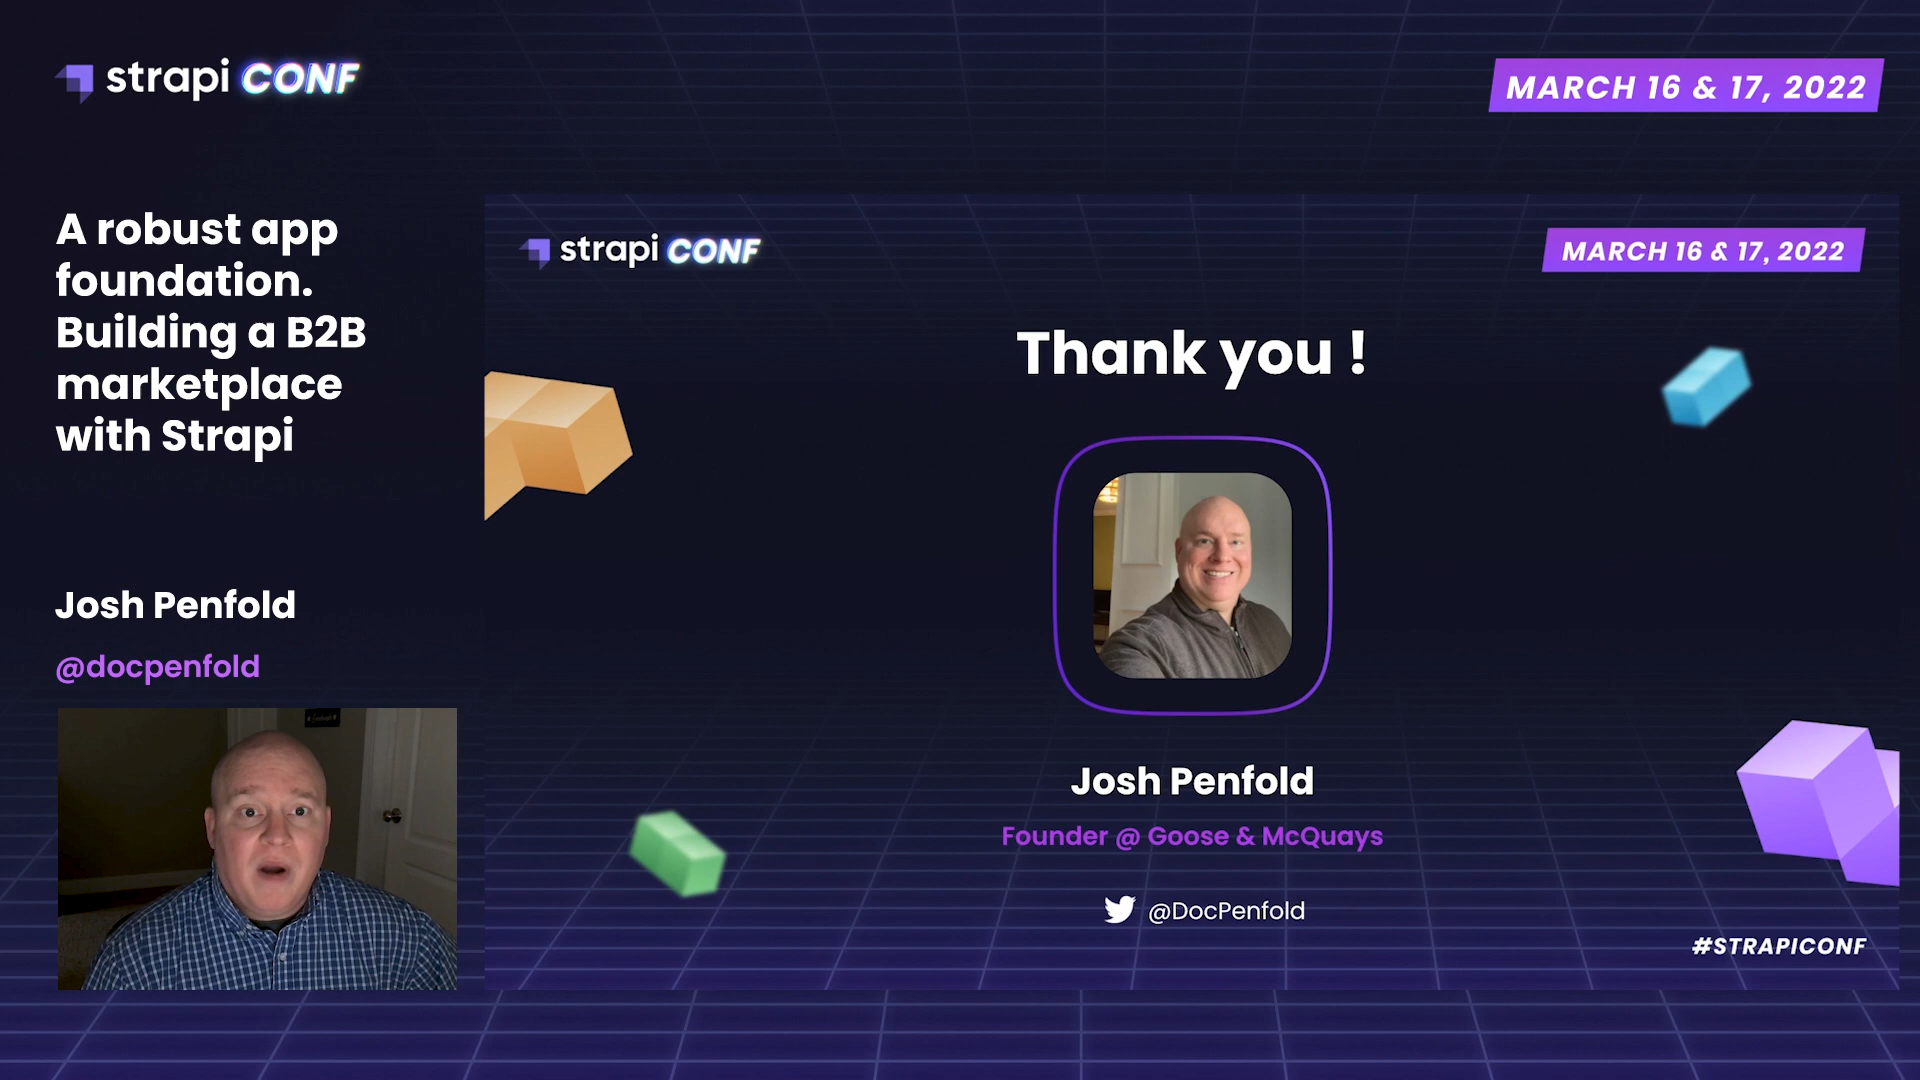 strapi CONF
MARCH 16 & 17, 2022
A robust app
foundation.
Building a B2B
marketplace
with Strapi
Josh Penfold
@docpenfold
strapi CONF
MARCH 16 & 17, 2022
Thank you !
Josh Penfold
Founder @ Goose & McQuays
@DocPenfold
#STRAPICONF